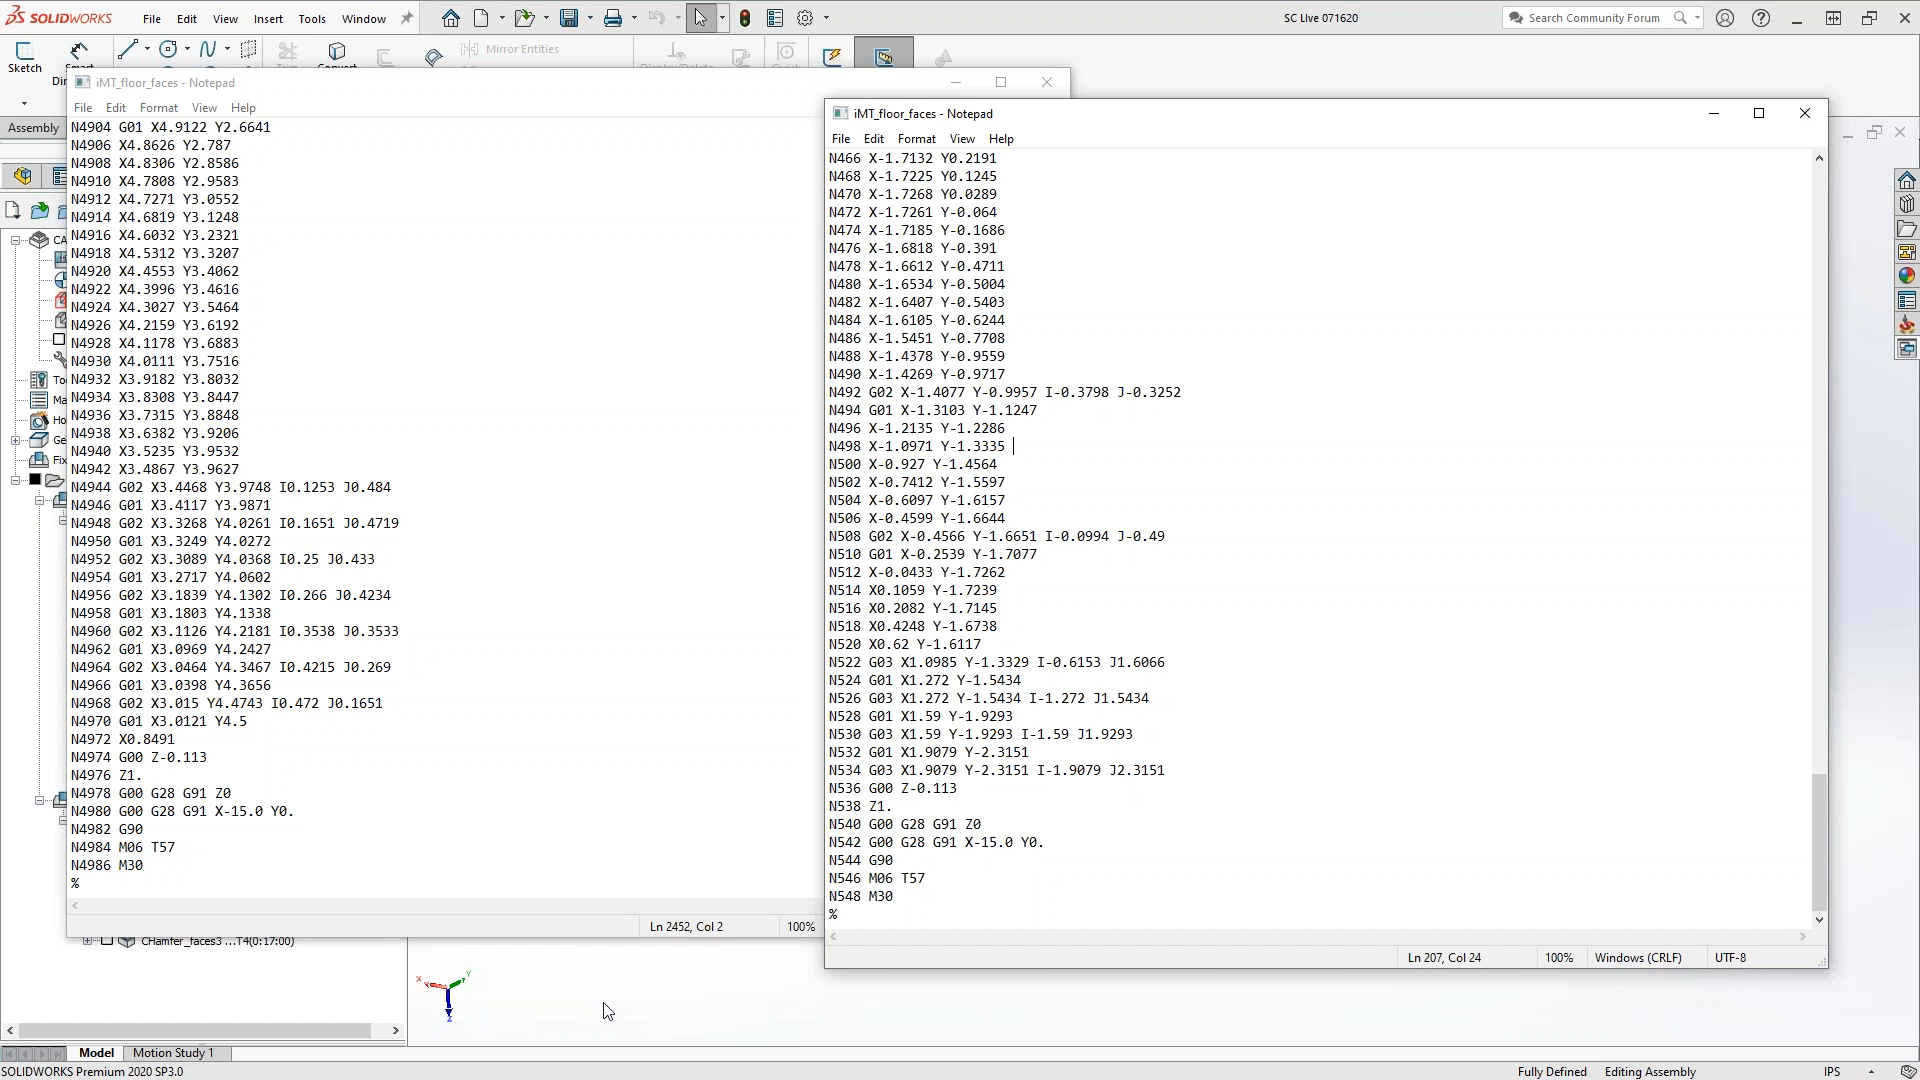 SOLIDWORKS File Edit View Insert Tools Window
SC LIve 071620
Search Community Forum
Sketch
Mirror Entities
Assembly
iMT_floor_faces - Notepad
File Edit Format View Help
N4904 G01 X4.9122 Y2.6641
N4906 X4.8626 Y2.787
N4908 X4.8306 Y2.8586
N4910 X4.7808 Y2.9583
N4912 X4.7271 Y3.0552
N4914 X4.6819 Y3.1248
N4916 X4.6032 Y3.2321
N4918 X4.5312 Y3.3207
N4920 X4.4553 Y3.4062
N4922 X4.3996 Y3.4616
N4924 X4.3027 Y3.5464
N4926 X4.2159 Y3.6192
N4928 X4.1178 Y3.6883
N4930 X4.0111 Y3.7516
N4932 X3.9182 Y3.8032
N4934 X3.8308 Y3.8447
N4936 X3.7315 Y3.8848
N4938 X3.6382 Y3.9206
N4940 X3.5235 Y3.9532
N4942 X3.4867 Y3.9627
N4944 G02 X3.4468 Y3.9748 I0.1253 J0.484
N4946 G01 X3.4117 Y3.9871
N4948 G02 X3.3268 Y4.0261 I0.1651 J0.4719
N4950 G01 X3.3249 Y4.0272
N4952 G02 X3.3089 Y4.0368 I0.25 J0.433
N4954 G01 X3.2717 Y4.0602
N4956 G02 X3.1839 Y4.1302 I0.266 J0.4234
N4958 G01 X3.1803 Y4.1338
N4960 G02 X3.1126 Y4.2181 I0.3538 J0.3533
N4962 G01 X3.0969 Y4.2427
N4964 G02 X3.0464 Y4.3467 I0.4215 J0.269
N4966 G01 X3.0398 Y4.3656
N4968 G02 X3.015 Y4.4743 I0.472 J0.1651
N4970 G01 X3.0121 Y4.5
N4972 X0.8491
N4974 G00 Z-0.113
N4976 Z1.
N4978 G00 G28 G91 Z0
N4980 G00 G28 G91 X-15.0 Y0.
N4982 G90
N4984 M06 T57
N4986 M30
%
Ln 2452, Col 2 100%
iMT_floor_faces - Notepad
File Edit Format View Help
N466 X-1.7132 Y0.2191
N468 X-1.7225 Y0.1245
N470 X-1.7268 Y0.0289
N472 X-1.7261 Y-0.064
N474 X-1.7185 Y-0.1686
N476 X-1.6818 Y-0.391
N478 X-1.6612 Y-0.4711
N480 X-1.6534 Y-0.5004
N482 X-1.6407 Y-0.5403
N484 X-1.6105 Y-0.6244
N486 X-1.5451 Y-0.7708
N488 X-1.4378 Y-0.9559
N490 X-1.4269 Y-0.9717
N492 G02 X-1.4077 Y-0.9957 I-0.3798 J-0.3252
N494 G01 X-1.3103 Y-1.1247
N496 X-1.2135 Y-1.2286
N498 X-1.0971 Y-1.3335
N500 X-0.927 Y-1.4564
N502 X-0.7412 Y-1.5597
N504 X-0.6097 Y-1.6157
N506 X-0.4599 Y-1.6644
N508 G02 X-0.4566 Y-1.6651 I-0.0994 J-0.49
N510 G01 X-0.2539 Y-1.7077
N512 X-0.0433 Y-1.7262
N514 X0.1059 Y-1.7239
N516 X0.2082 Y-1.7145
N518 X0.4248 Y-1.6738
N520 X0.62 Y-1.6117
N522 G03 X1.0985 Y-1.3329 I-0.6153 J1.6066
N524 G01 X1.272 Y-1.5434
N526 G03 X1.272 Y-1.5434 I-1.272 J1.5434
N528 G01 X1.59 Y-1.9293
N530 G03 X1.59 Y-1.9293 I-1.59 J1.9293
N532 G01 X1.9079 Y-2.3151
N534 G03 X1.9079 Y-2.3151 I-1.9079 J2.3151
N536 G00 Z-0.113
N538 Z1.
N540 G00 G28 G91 Z0
N542 G00 G28 G91 X-15.0 Y0.
N544 G90
N546 M06 T57
N548 M30
%
Ln 207, Col 24 100% Windows (CRLF) UTF-8
CHamfer_faces3 ...T4(0:17:00)
X Y Z
Model Motion Study 1
SOLIDWORKS Premium 2020 SP3.0
Fully Defined Editing Assembly IPS